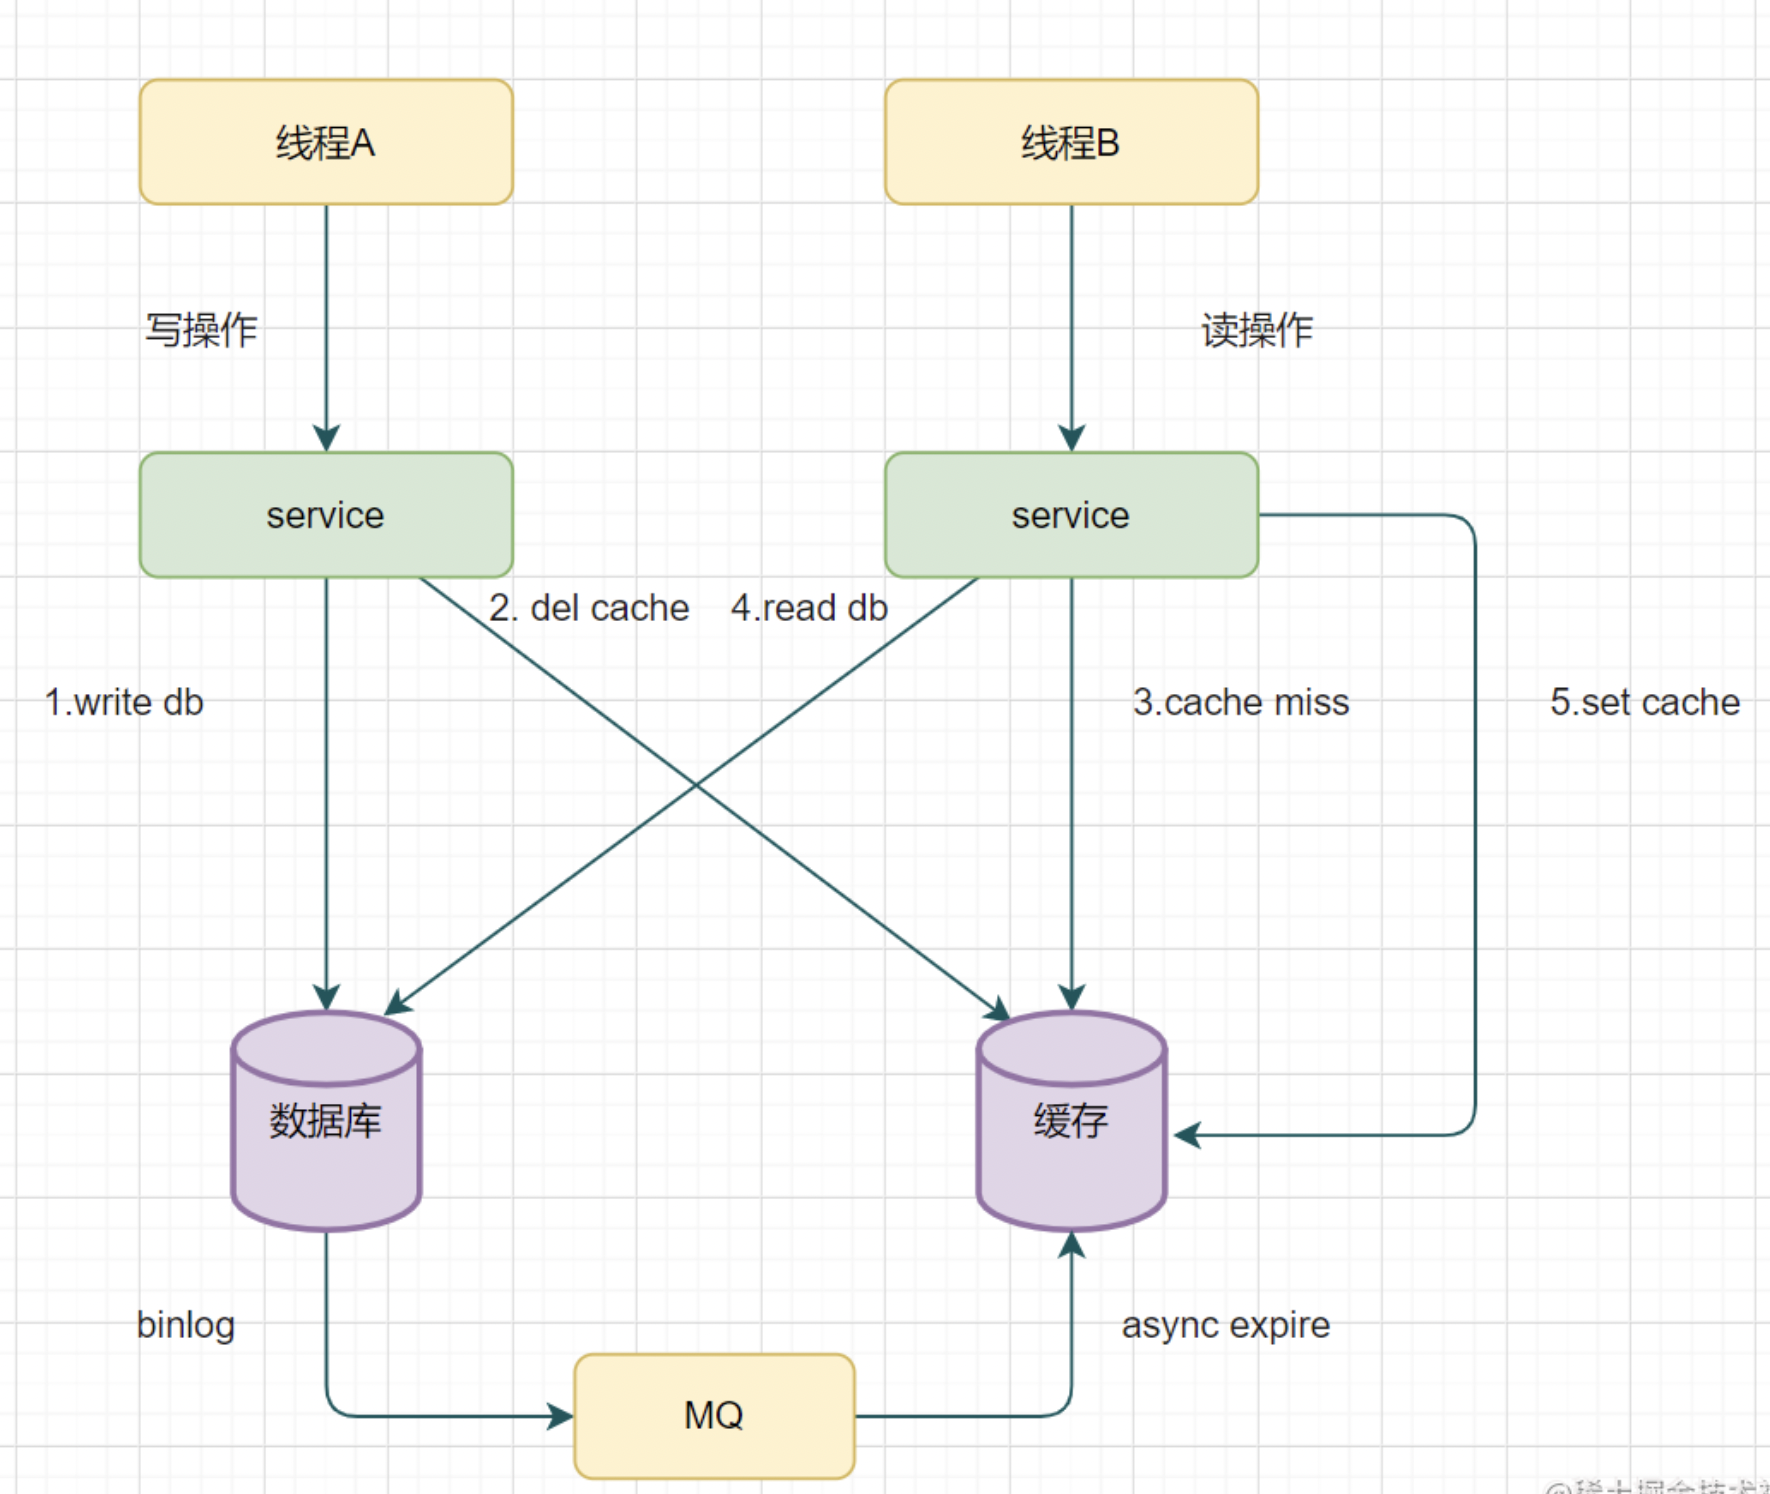 线程A
线程B
写操作
读操作
service
service
2. del cache
4.read db
1.write db
3.cache miss
5.set cache
数据库
缓存
binlog
async expire
MQ